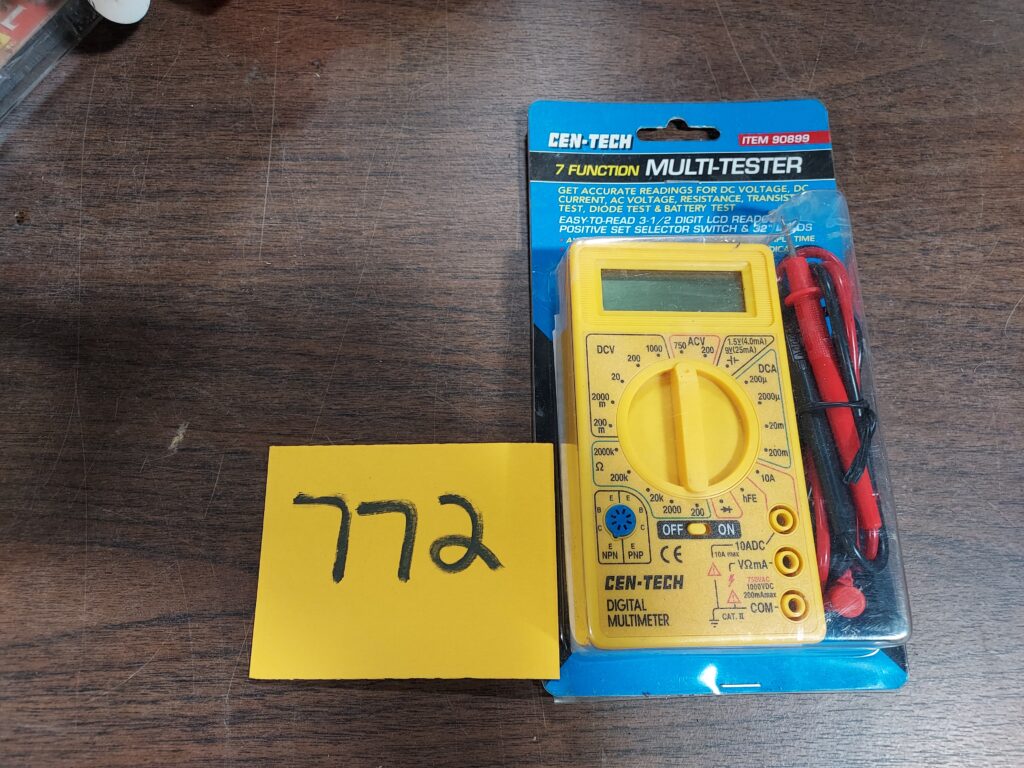 CEN-TECH
ITEM 90899
7 FUNCTION MULTI-TESTER
GET ACCURATE READINGS FOR DC VOLTAGE, DC
CURRENT, AC VOLTAGE, RESISTANCE,
TEST, DIODE TEST & BATTERY TEST
EASY-TO-READ 3-1/2 DIGIT LCD
POSITIVE SET SELECTOR SWITCH & 32"
TIME
DCV
200
1000
750
ACV
200
1.5V(4.0mA)
9V(25mA)
DCA
20
200µ
2000
m
2000µ
200
m
20m
2000k
200m
Ω
200k
10A
20k
2000
200
hFE
E E
B B
C C
E E
NPN PNP
OFF ON
10ADC
10A max
VΩmA
750VAC
1000VDC
200mAmax
COM
CAT. II
CE
CEN-TECH
DIGITAL
MULTIMETER
772